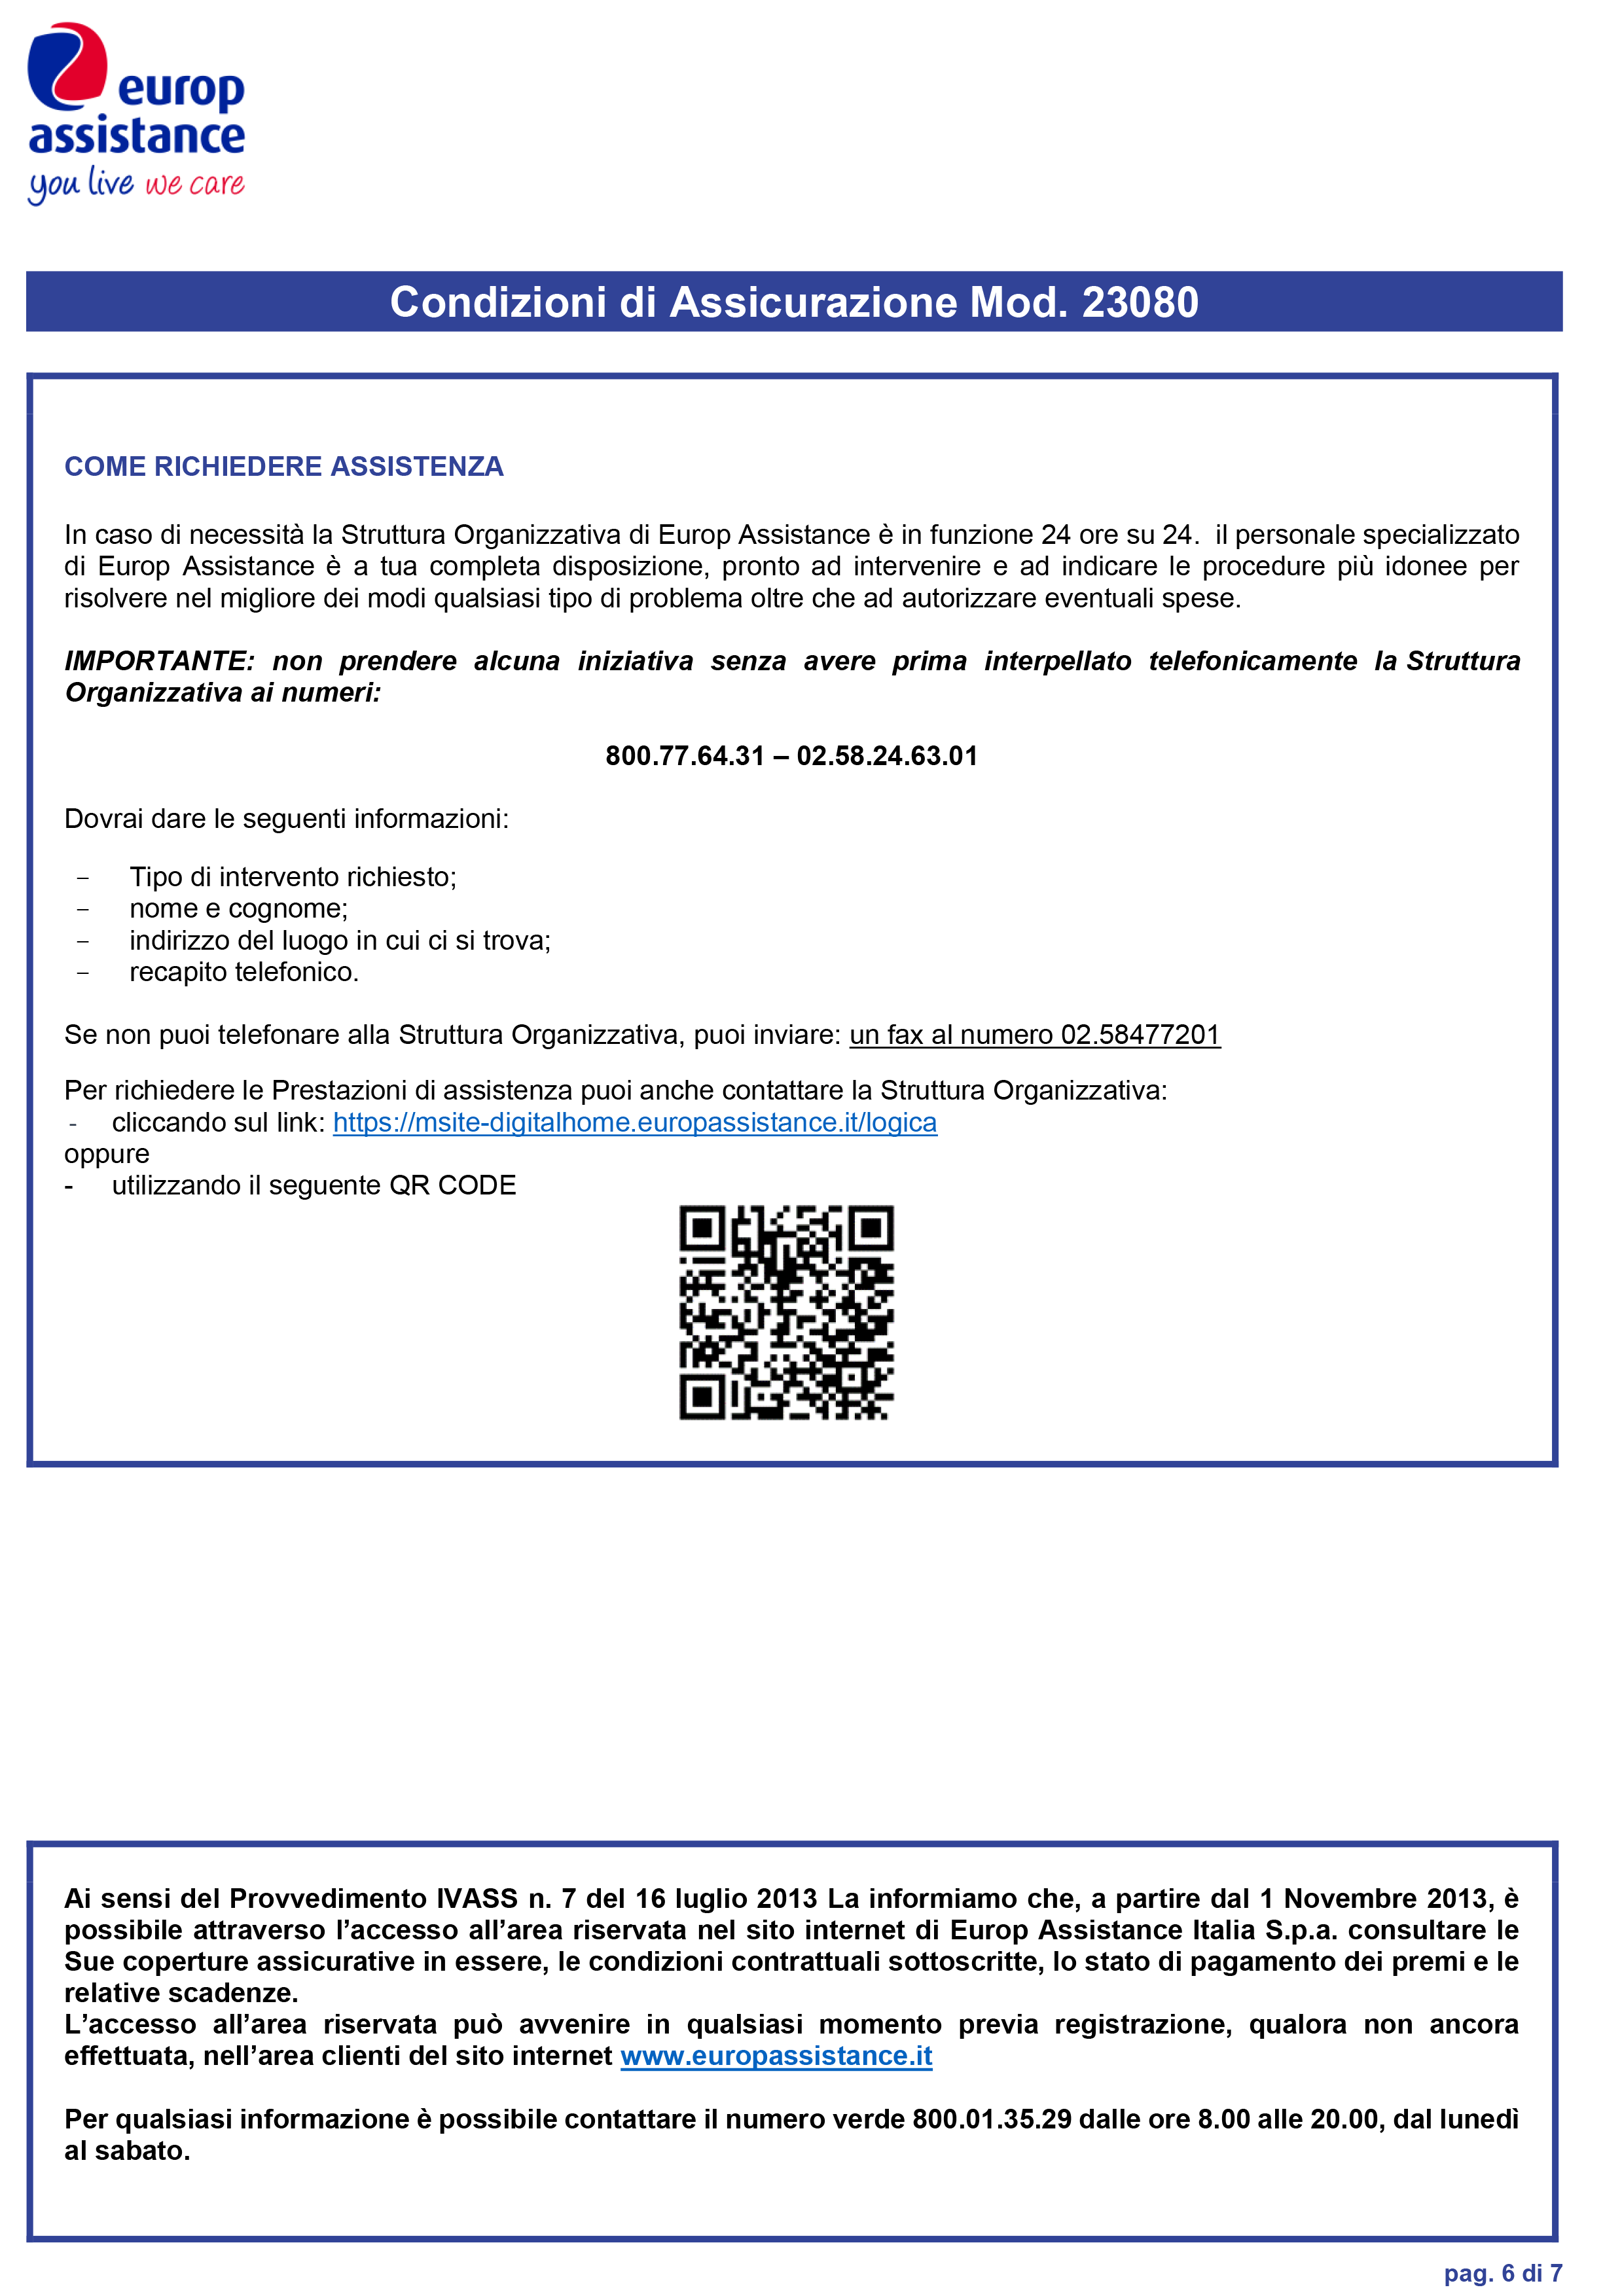 europ
assistance
you live we care
Condizioni di Assicurazione Mod. 23080
COME RICHIEDERE ASSISTENZA
In caso di necessità la Struttura Organizzativa di Europ Assistance è in funzione 24 ore su 24.  il personale specializzato
di Europ Assistance è a tua completa disposizione, pronto ad intervenire e ad indicare le procedure più idonee per
risolvere nel migliore dei modi qualsiasi tipo di problema oltre che ad autorizzare eventuali spese.
IMPORTANTE: non prendere alcuna iniziativa senza avere prima interpellato telefonicamente la Struttura
Organizzativa ai numeri:
800.77.64.31 – 02.58.24.63.01
Dovrai dare le seguenti informazioni:
− Tipo di intervento richiesto;
− nome e cognome;
− indirizzo del luogo in cui ci si trova;
− recapito telefonico.
Se non puoi telefonare alla Struttura Organizzativa, puoi inviare: un fax al numero 02.58477201
Per richiedere le Prestazioni di assistenza puoi anche contattare la Struttura Organizzativa:
- cliccando sul link: https://msite-digitalhome.europassistance.it/logica
oppure
- utilizzando il seguente QR CODE
Ai sensi del Provvedimento IVASS n. 7 del 16 luglio 2013 La informiamo che, a partire dal 1 Novembre 2013, è
possibile attraverso l’accesso all’area riservata nel sito internet di Europ Assistance Italia S.p.a. consultare le
Sue coperture assicurative in essere, le condizioni contrattuali sottoscritte, lo stato di pagamento dei premi e le
relative scadenze.
L’accesso all’area riservata può avvenire in qualsiasi momento previa registrazione, qualora non ancora
effettuata, nell’area clienti del sito internet www.europassistance.it
Per qualsiasi informazione è possibile contattare il numero verde 800.01.35.29 dalle ore 8.00 alle 20.00, dal lunedì
al sabato.
pag. 6 di 7